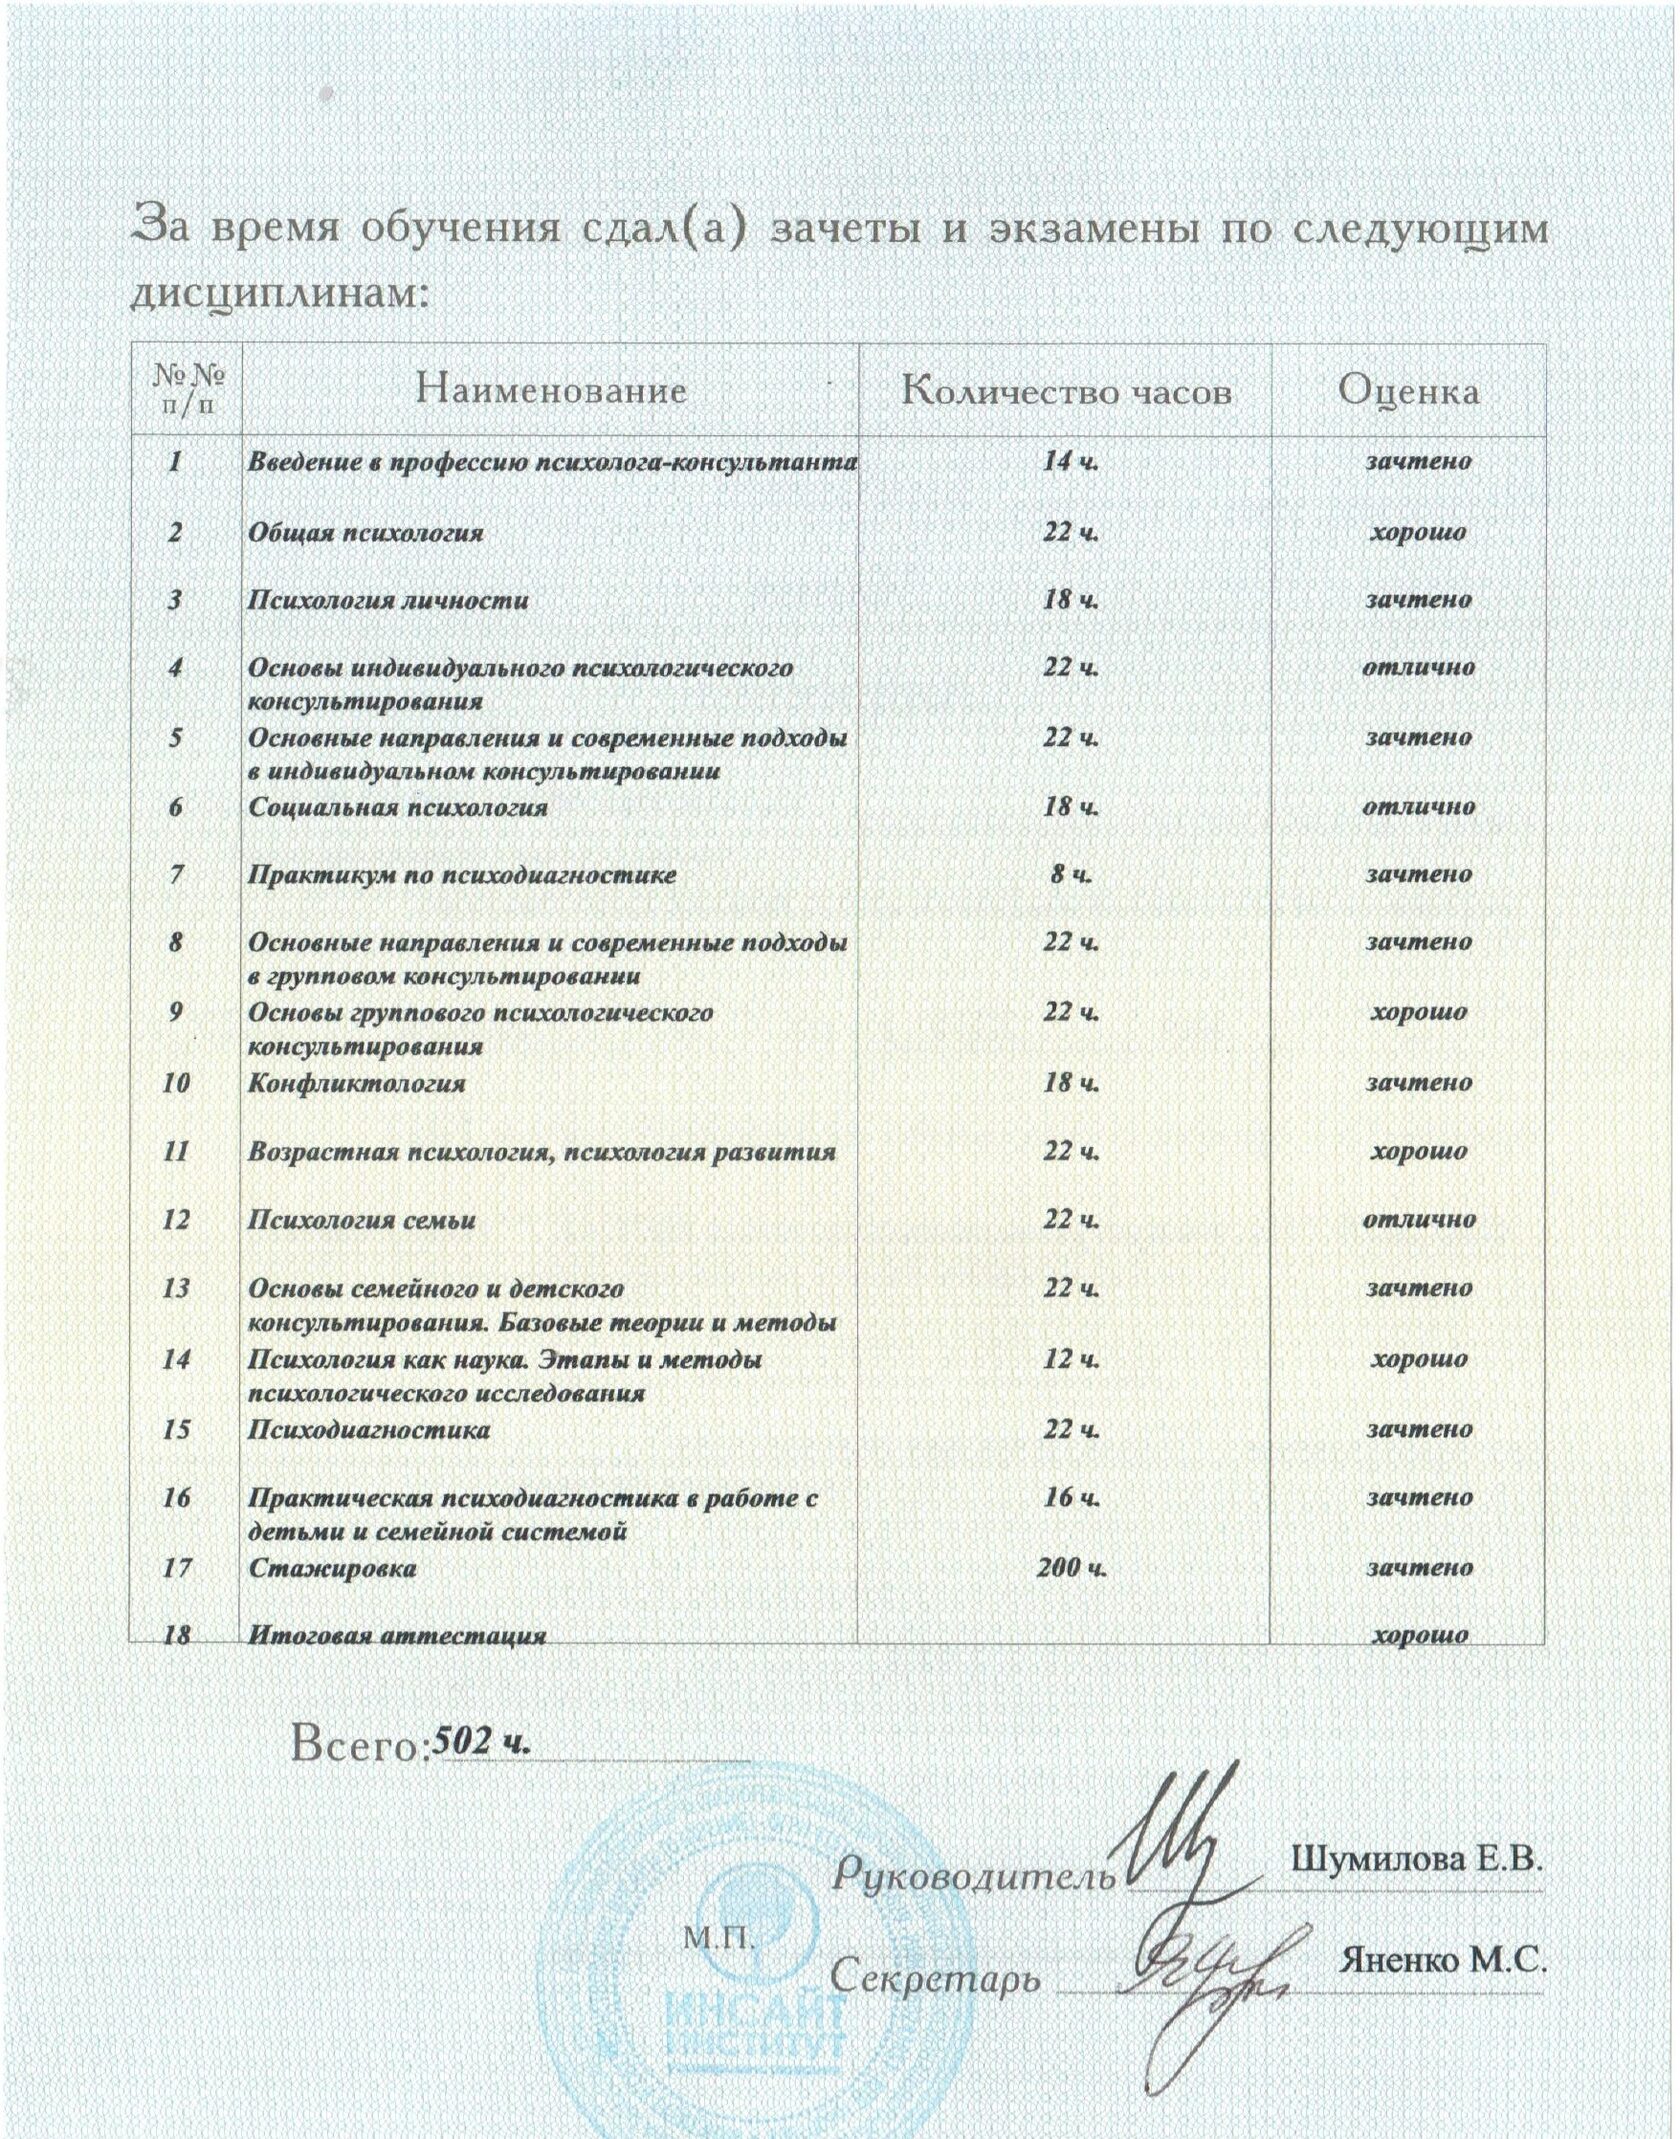 За время обучения сдал(а) зачеты и экзамены по следующим
дисциплинам:
№№ п/п Наименование Количество часов Оценка
1 Введение в профессию психолога-консультанта 14 ч. зачтено
2 Общая психология 22 ч. хорошо
3 Психология личности 18 ч. зачтено
4 Основы индивидуального психологического 22 ч. отлично
консультирования
5 Основные направления и современные подходы 22 ч. зачтено
в индивидуальном консультировании
6 Социальная психология 18 ч. отлично
7 Практикум по психодиагностике 8 ч. зачтено
8 Основные направления и современные подходы 22 ч. зачтено
в групповом консультировании
9 Основы группового психологического 22 ч. хорошо
консультирования
10 Конфликтология 18 ч. зачтено
11 Возрастная психология, психология развития 22 ч. хорошо
12 Психология семьи 22 ч. отлично
13 Основы семейного и детского 22 ч. зачтено
консультирования. Базовые теории и методы
14 Психология как наука. Этапы и методы 12 ч. хорошо
психологического исследования
15 Психодиагностика 22 ч. зачтено
16 Практическая психодиагностика в работе с 16 ч. зачтено
детьми и семейной системой
17 Стажировка 200 ч. зачтено
18 Итоговая аттестация хорошо
Всего: 502 ч.
Руководитель Шумилова Е.В.
М.П.
Секретарь Яненко М.С.
ИНСАЙТ
ИНСТИТУТ